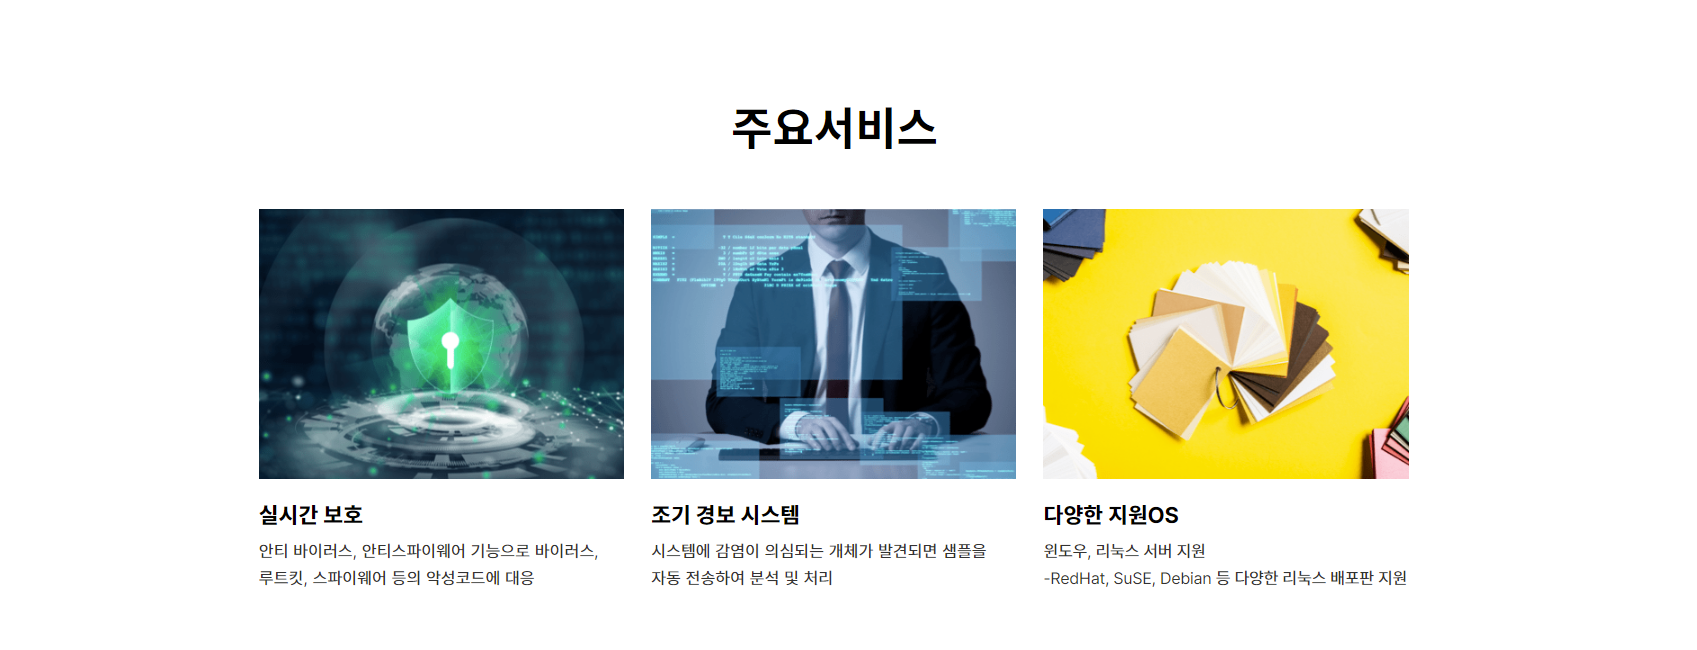 주요서비스
실시간 보호
안티 바이러스, 안티스파이웨어 기능으로 바이러스,
루트킷, 스파이웨어 등의 악성코드에 대응
조기 경보 시스템
시스템에 감염이 의심되는 개체가 발견되면 샘플을
자동 전송하여 분석 및 처리
다양한 지원OS
윈도우, 리눅스 서버 지원
-RedHat, SuSE, Debian 등 다양한 리눅스 배포판 지원